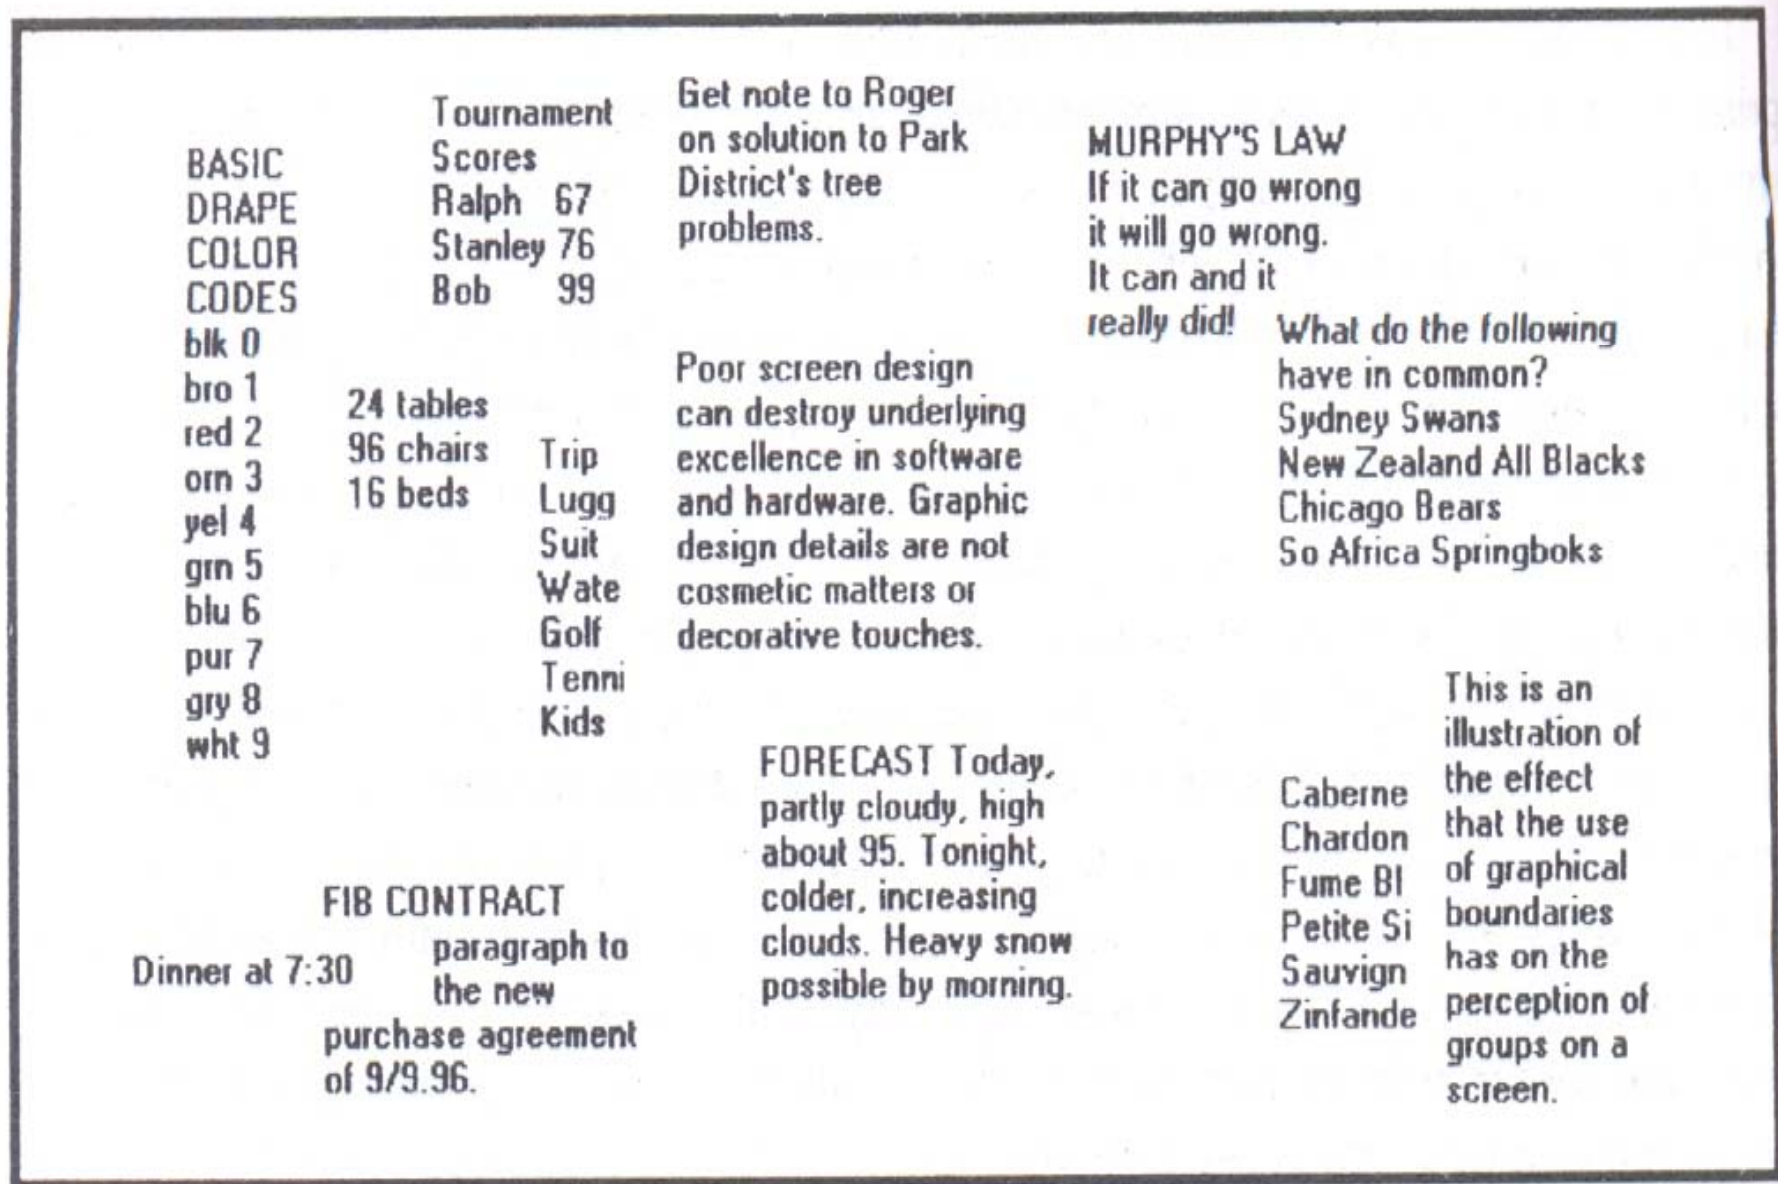 BASIC
DRAPE
COLOR
CODES
blk 0
bro 1
red 2
orn 3
yel 4
grn 5
blu 6
pur 7
gry 8
wht 9
Tournament
Scores
Ralph 67
Stanley 76
Bob 99
24 tables
96 chairs
16 beds
Trip
Lugg
Suit
Wate
Golf
Tenni
Kids
Get note to Roger
on solution to Park
District's tree
problems.
Poor screen design
can destroy underlying
excellence in software
and hardware. Graphic
design details are not
cosmetic matters or
decorative touches.
MURPHY'S LAW
If it can go wrong
it will go wrong.
It can and it
really did!
What do the following
have in common?
Sydney Swans
New Zealand All Blacks
Chicago Bears
So Africa Springboks
FIB CONTRACT
paragraph to
the new
purchase agreement
of 9/9.96.
Dinner at 7:30
FORECAST Today,
partly cloudy, high
about 95. Tonight,
colder, increasing
clouds. Heavy snow
possible by morning.
Caberne
Chardon
Fume Bl
Petite Si
Sauvign
Zinfande
This is an
illustration of
the effect
that the use
of graphical
boundaries
has on the
perception of
groups on a
screen.